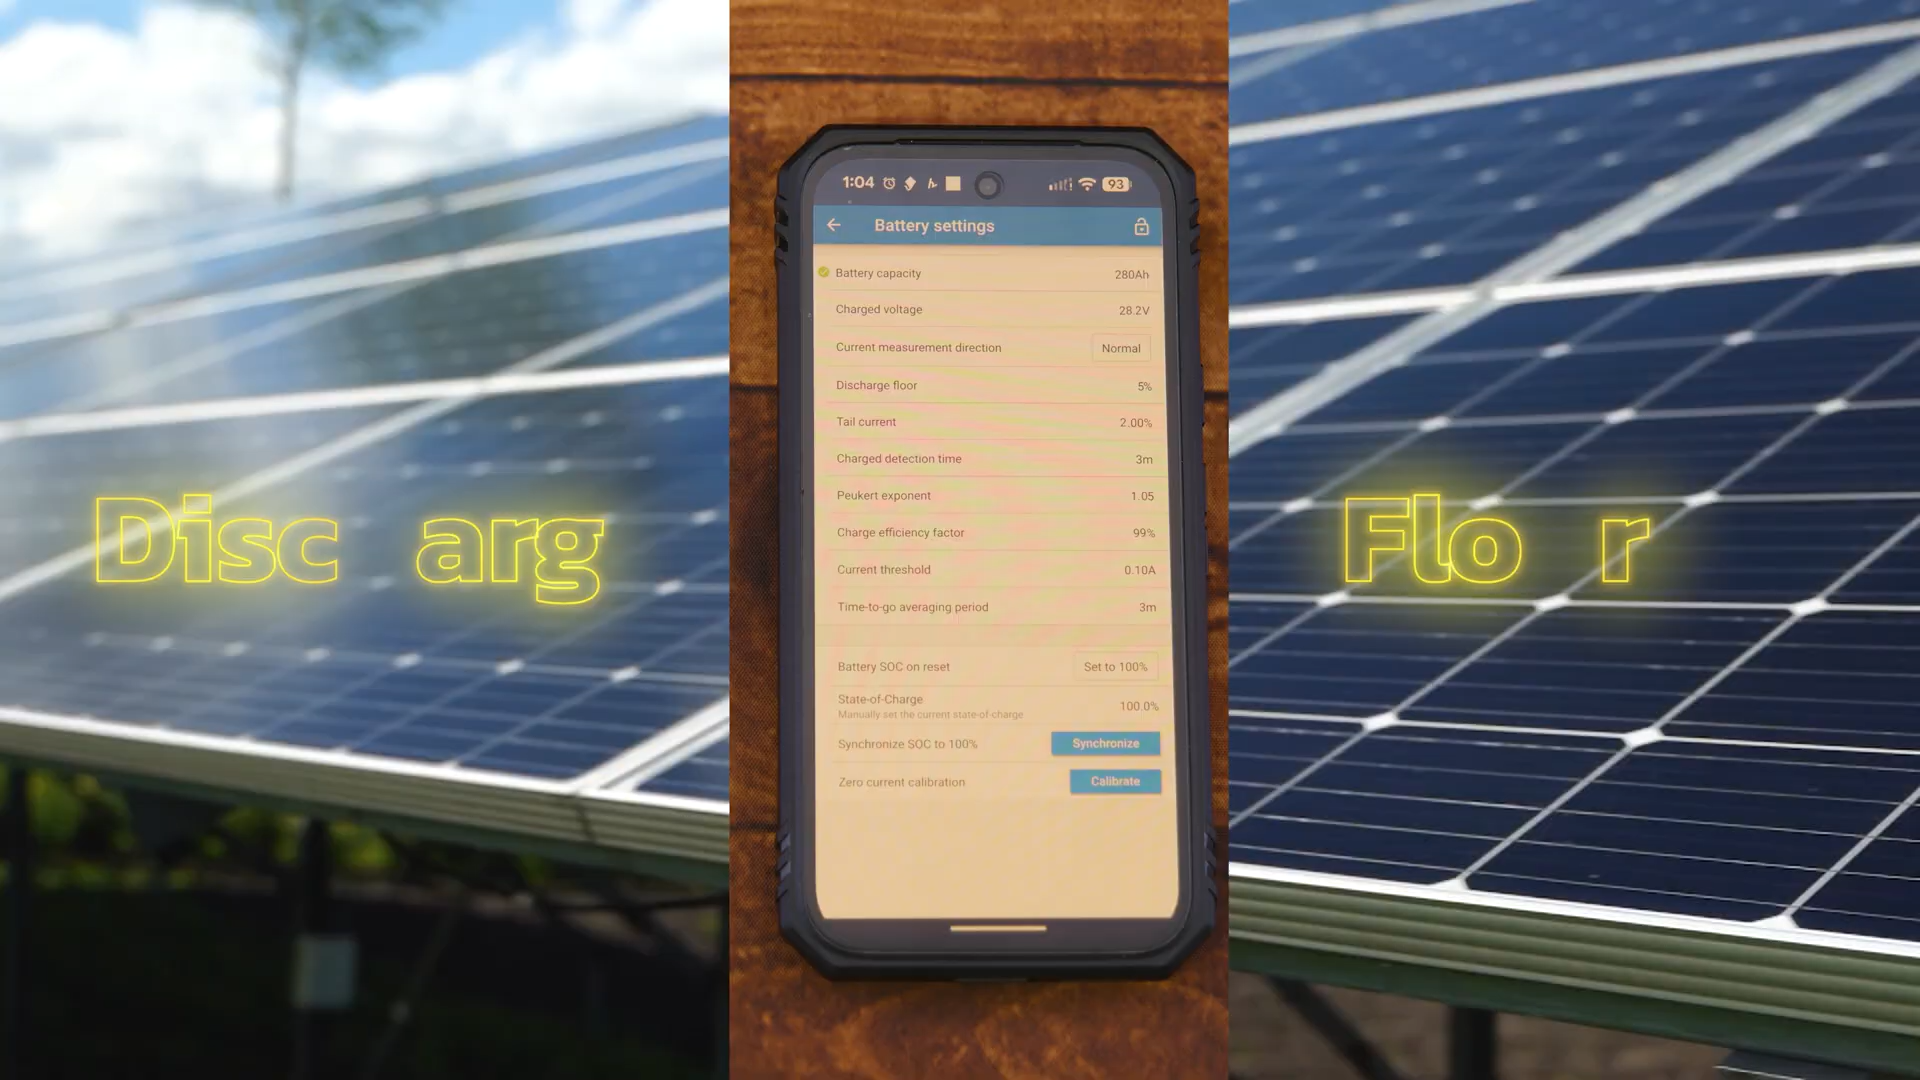 Disc arg
Flo r
1:04
93
Battery settings
Battery capacity 280Ah
Charged voltage 28.2V
Current measurement direction Normal
Discharge floor 5%
Tail current 2.00%
Charged detection time 3m
Peukert exponent 1.05
Charge efficiency factor 99%
Current threshold 0.10A
Time-to-go averaging period 3m
Battery SOC on reset Set to 100%
State-of-Charge 100.0%
Manually set the current state-of-charge
Synchronize SOC to 100% Synchronize
Zero current calibration Calibrate